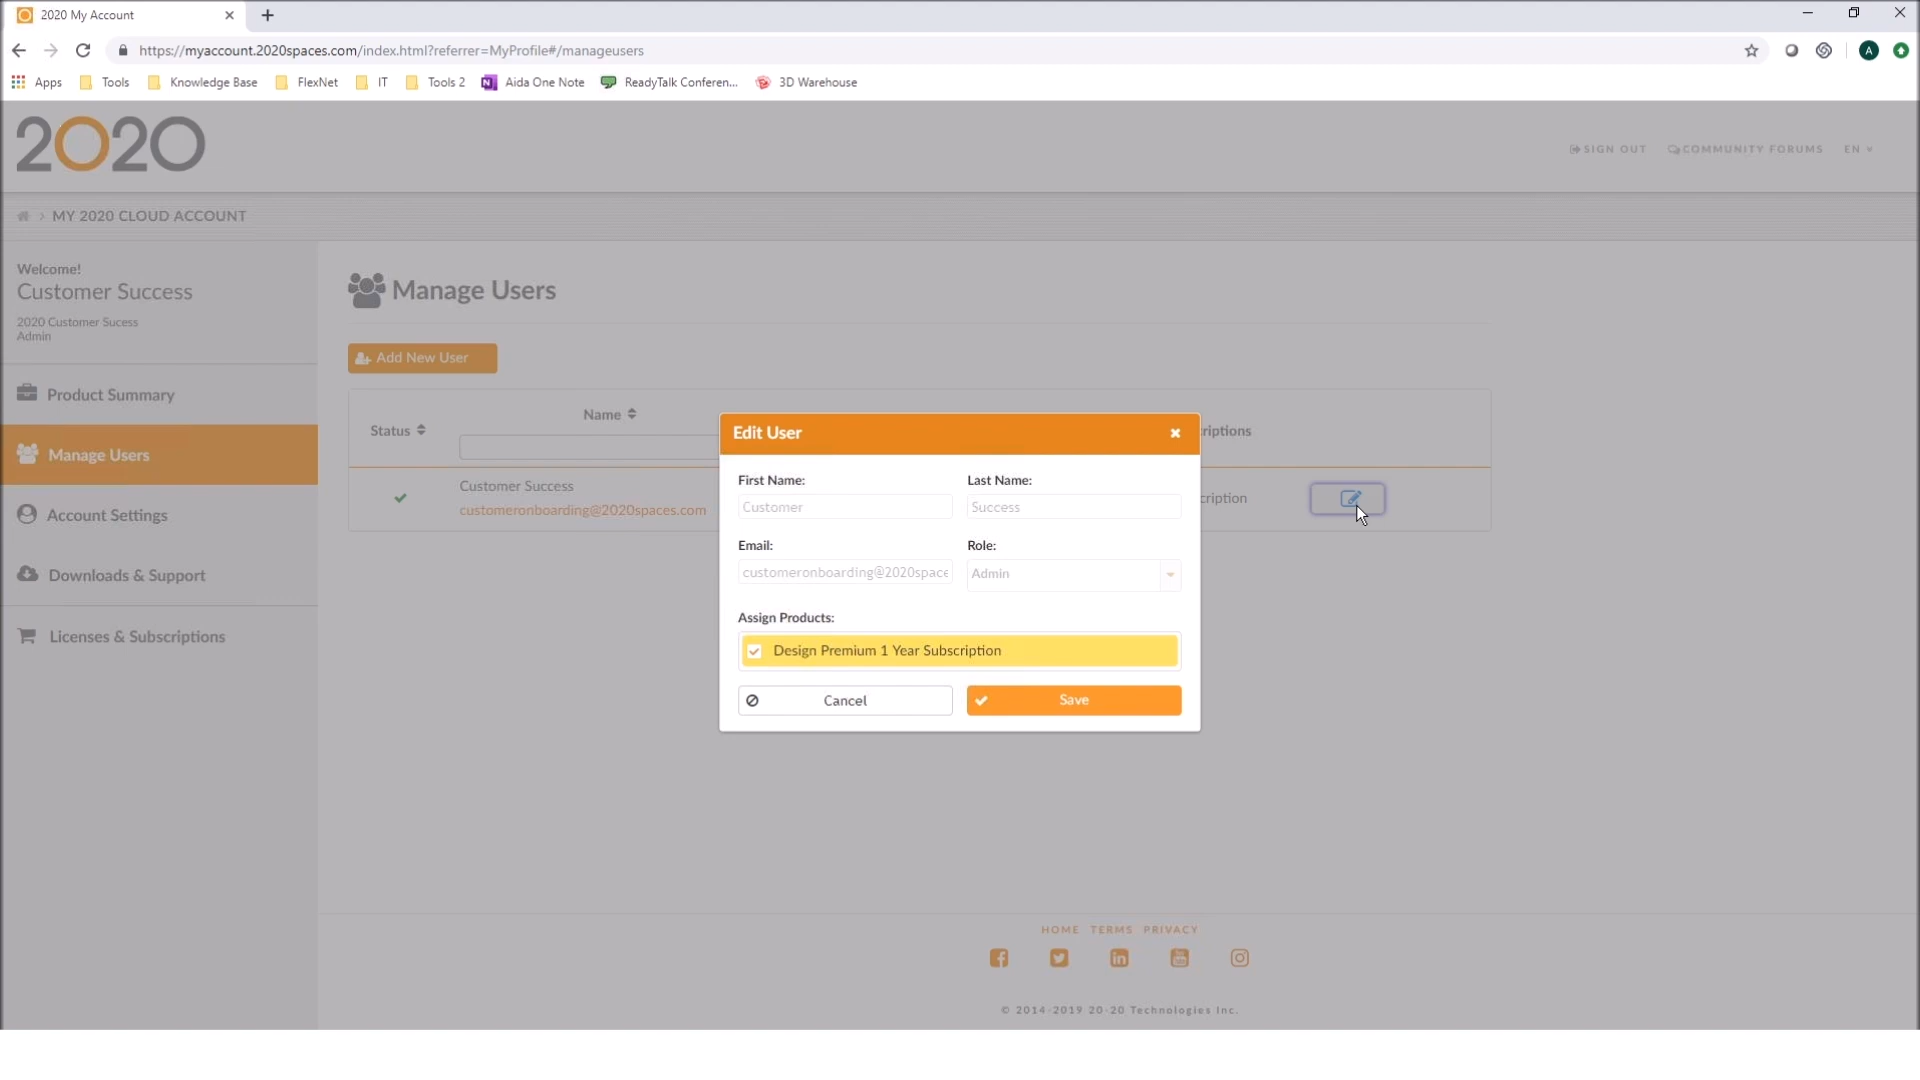 2020 My Account
https://myaccount.2020spaces.com/index.html?referrer=MyProfile#/manageusers
Apps Tools Knowledge Base FlexNet IT Tools 2 Aida One Note ReadyTalk Conferen... 3D Warehouse
A
2020
SIGN OUT COMMUNITY FORUMS EN
MY 2020 CLOUD ACCOUNT
Welcome!
Customer Success
2020 Customer Sucess
Admin
Product Summary
Manage Users
Account Settings
Downloads & Support
Licenses & Subscriptions
Manage Users
Add New User
Status
Name
riptions
Customer Success
customeronboarding@2020spaces.com
cription
Edit User
First Name: Last Name:
Customer Success
Email: Role:
customeronboarding@2020space Admin
Assign Products:
Design Premium 1 Year Subscription
Cancel Save
HOME TERMS PRIVACY
© 2014-2019 20-20 Technologies Inc.